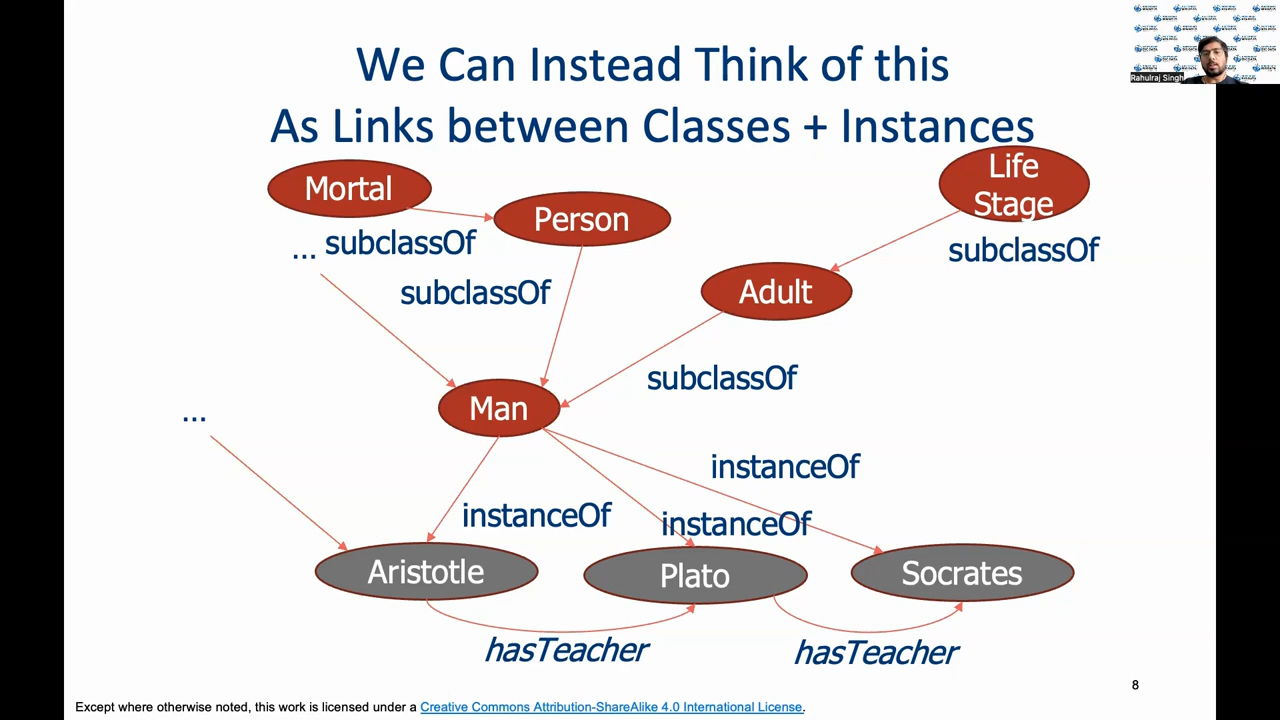 We Can Instead Think of this
As Links between Classes + Instances
Rahulraj Singh
Mortal
Person
Life
Stage
... subclassOf
subclassOf
subclassOf
Adult
subclassOf
Man
...
instanceOf
instanceOf
instanceOf
Aristotle
Plato
Socrates
hasTeacher
hasTeacher
8
Except where otherwise noted, this work is licensed under a Creative Commons Attribution-ShareAlike 4.0 International License.